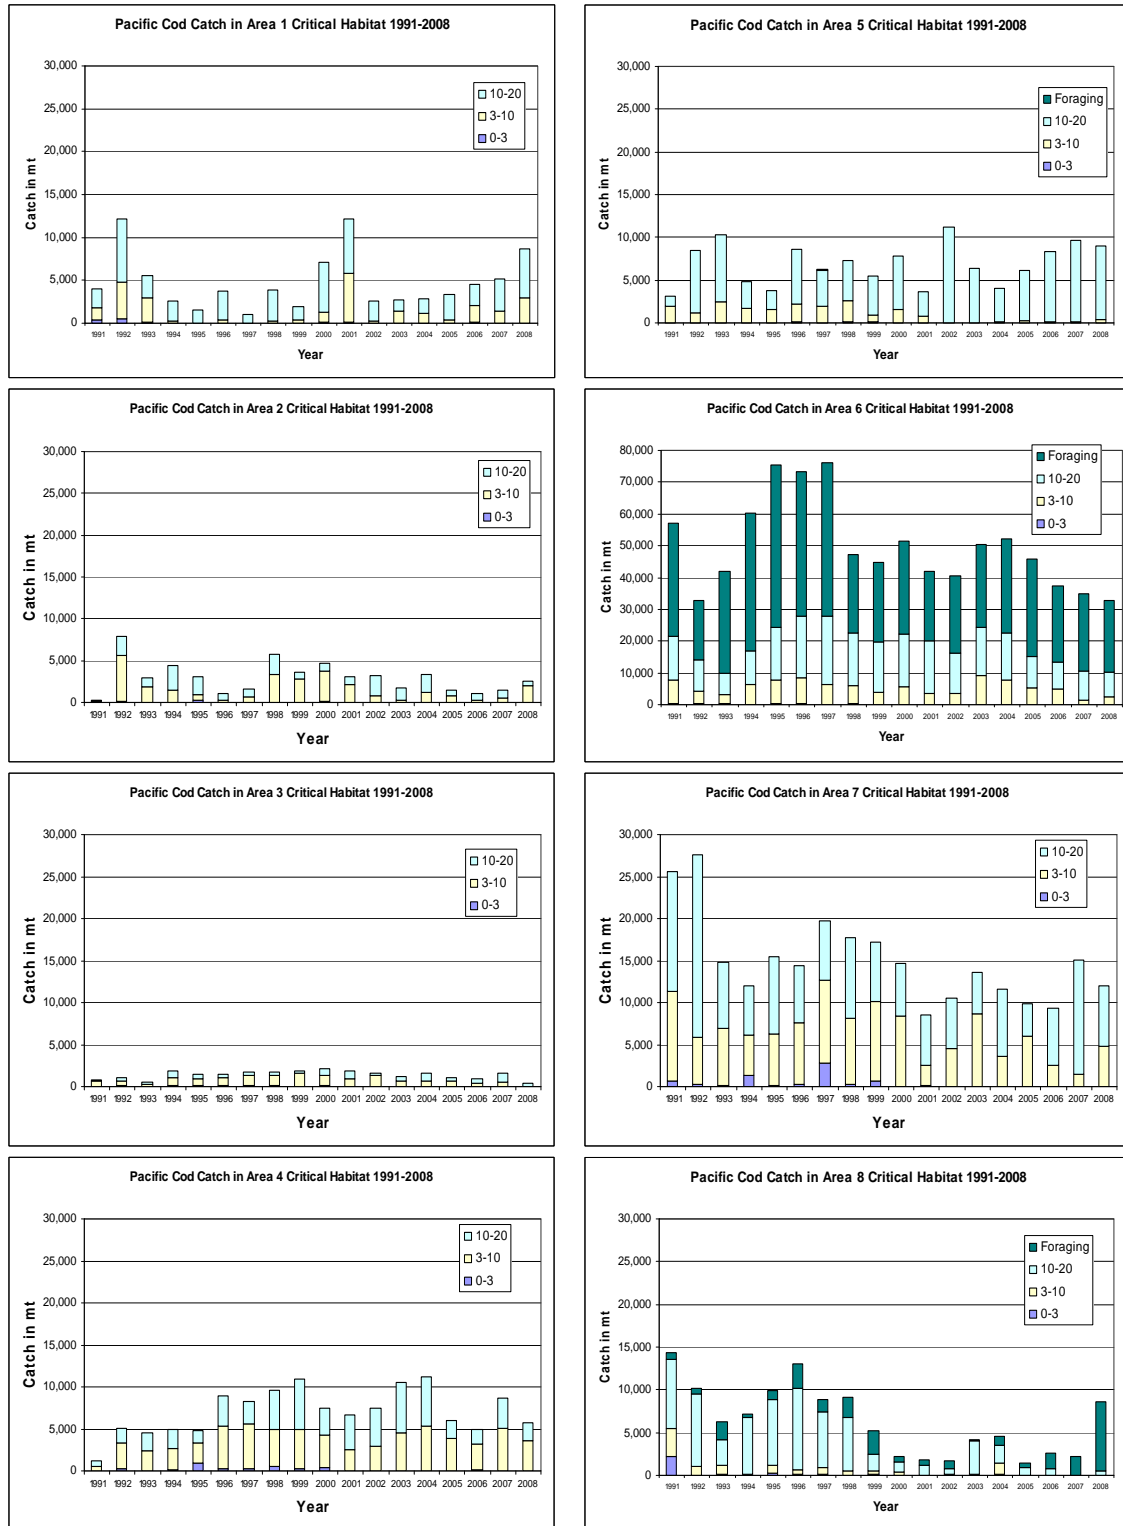 Pacific Cod Catch in Area 1 Critical Habitat 1991-2008
30,000
25,000
20,000
15,000
10,000
5,000
0
Catch in mt
10-20
3-10
0-3
1991 1992 1993 1994 1995 1996 1997 1998 1999 2000 2001 2002 2003 2004 2005 2006 2007 2008
Year
Pacific Cod Catch in Area 5 Critical Habitat 1991-2008
30,000
25,000
20,000
15,000
10,000
5,000
0
Catch in mt
Foraging
10-20
3-10
0-3
1991 1992 1993 1994 1995 1996 1997 1998 1999 2000 2001 2002 2003 2004 2005 2006 2007 2008
Year
Pacific Cod Catch in Area 2 Critical Habitat 1991-2008
30,000
25,000
20,000
15,000
10,000
5,000
0
Catch in mt
10-20
3-10
0-3
1991 1992 1993 1994 1995 1996 1997 1998 1999 2000 2001 2002 2003 2004 2005 2006 2007 2008
Year
Pacific Cod Catch in Area 6 Critical Habitat 1991-2008
80,000
70,000
60,000
50,000
40,000
30,000
20,000
10,000
0
Catch in mt
Foraging
10-20
3-10
0-3
1991 1992 1993 1994 1995 1996 1997 1998 1999 2000 2001 2002 2003 2004 2005 2006 2007 2008
Year
Pacific Cod Catch in Area 3 Critical Habitat 1991-2008
30,000
25,000
20,000
15,000
10,000
5,000
0
Catch in mt
10-20
3-10
0-3
1991 1992 1993 1994 1995 1996 1997 1998 1999 2000 2001 2002 2003 2004 2005 2006 2007 2008
Year
Pacific Cod Catch in Area 7 Critical Habitat 1991-2008
30,000
25,000
20,000
15,000
10,000
5,000
0
Catch in mt
10-20
3-10
0-3
1991 1992 1993 1994 1995 1996 1997 1998 1999 2000 2001 2002 2003 2004 2005 2006 2007 2008
Year
Pacific Cod Catch in Area 4 Critical Habitat 1991-2008
30,000
25,000
20,000
15,000
10,000
5,000
0
Catch in mt
10-20
3-10
0-3
1991 1992 1993 1994 1995 1996 1997 1998 1999 2000 2001 2002 2003 2004 2005 2006 2007 2008
Year
Pacific Cod Catch in Area 8 Critical Habitat 1991-2008
30,000
25,000
20,000
15,000
10,000
5,000
0
Catch in mt
Foraging
10-20
3-10
0-3
1991 1992 1993 1994 1995 1996 1997 1998 1999 2000 2001 2002 2003 2004 2005 2006 2007 2008
Year